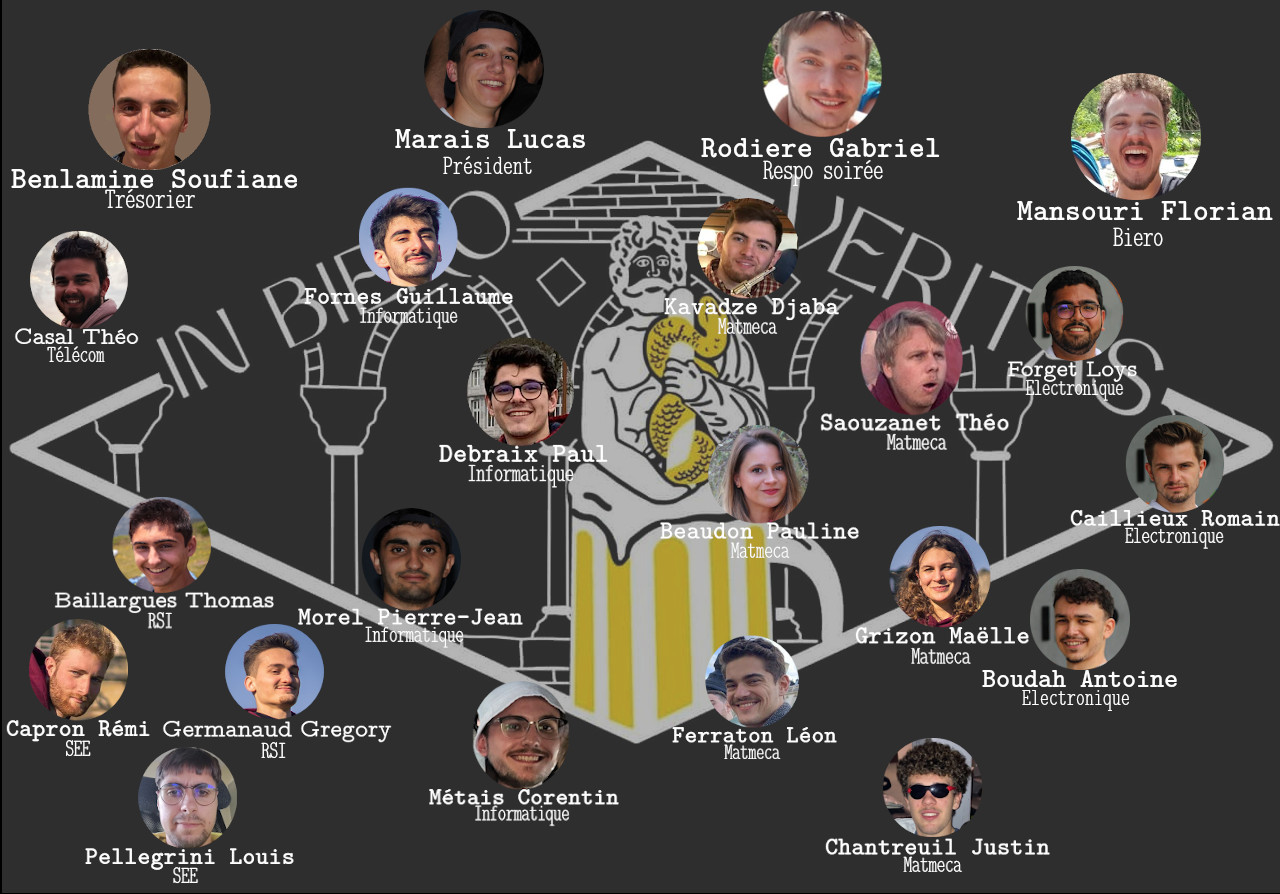 Marais Lucas
Président
Rodiere Gabriel
Respo soirée
Benlamine Soufiane
Trésorier
Mansouri Florian
Biero
IN BIERO VERITAS
Fornes Guillaume
Informatique
Kavadze Djaba
Matmeca
Casal Théo
Télécom
Forget Loys
Electronique
Saouzanet Théo
Matmeca
Debraix Paul
Informatique
Caillieux Romain
Electronique
Beaudon Pauline
Matmeca
Baillargues Thomas
RSI
Morel Pierre-Jean
Informatique
Grizon Maëlle
Matmeca
Boudah Antoine
Electronique
Capron Rémi
SEE
Germanaud Gregory
RSI
Ferraton Léon
Matmeca
Métais Corentin
Informatique
Chantreuil Justin
Matmeca
Pellegrini Louis
SEE